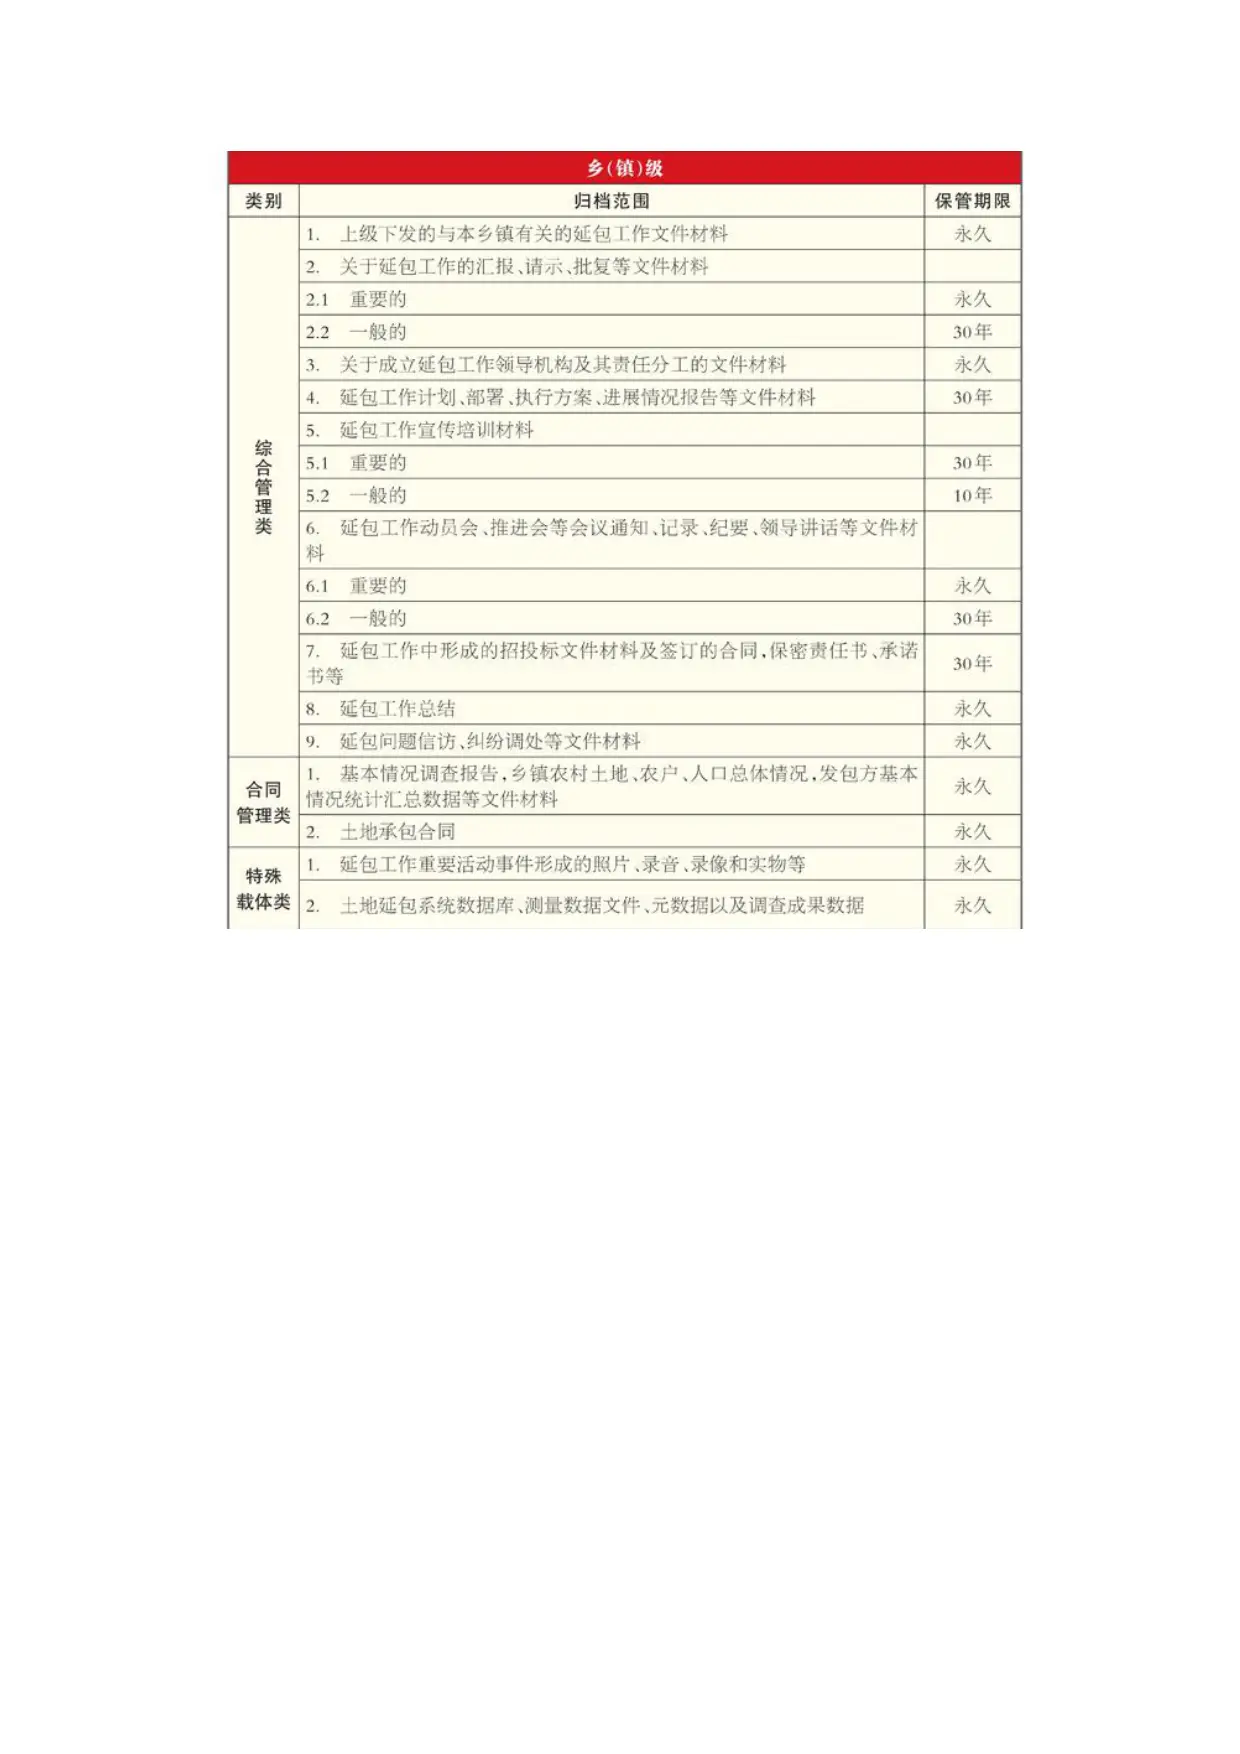 乡(镇)级
类别 归档范围 保管期限
综合管理类
1. 上级下发的与本乡镇有关的延包工作文件材料 永久
2. 关于延包工作的汇报、请示、批复等文件材料
2.1 重要的 永久
2.2 一般的 30年
3. 关于成立延包工作领导机构及其责任分工的文件材料 永久
4. 延包工作计划、部署、执行方案、进展情况报告等文件材料 30年
5. 延包工作宣传培训材料
5.1 重要的 30年
5.2 一般的 10年
6. 延包工作动员会、推进会等会议通知、记录、纪要、领导讲话等文件材
料
6.1 重要的 永久
6.2 一般的 30年
7. 延包工作中形成的招投标文件材料及签订的合同,保密责任书、承诺
书等 30年
8. 延包工作总结 永久
9. 延包问题信访、纠纷调处等文件材料 永久
合同
管理类
1. 基本情况调查报告,乡镇农村土地、农户、人口总体情况,发包方基本
情况统计汇总数据等文件材料 永久
2. 土地承包合同 永久
特殊
载体类
1. 延包工作重要活动事件形成的照片、录音、录像和实物等 永久
2. 土地延包系统数据库、测量数据文件、元数据以及调查成果数据 永久